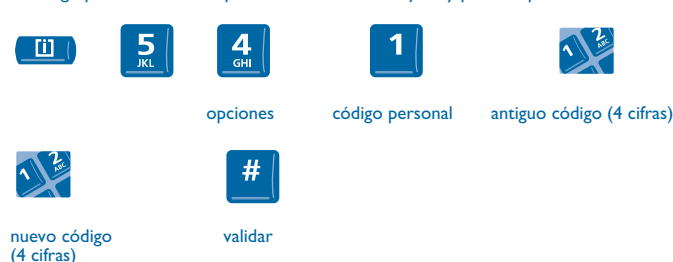 [i] 5 JKL 4 GHI 1 1 2 ABC
opciones código personal antiguo código (4 cifras)
1 2 ABC #
nuevo código validar
(4 cifras)